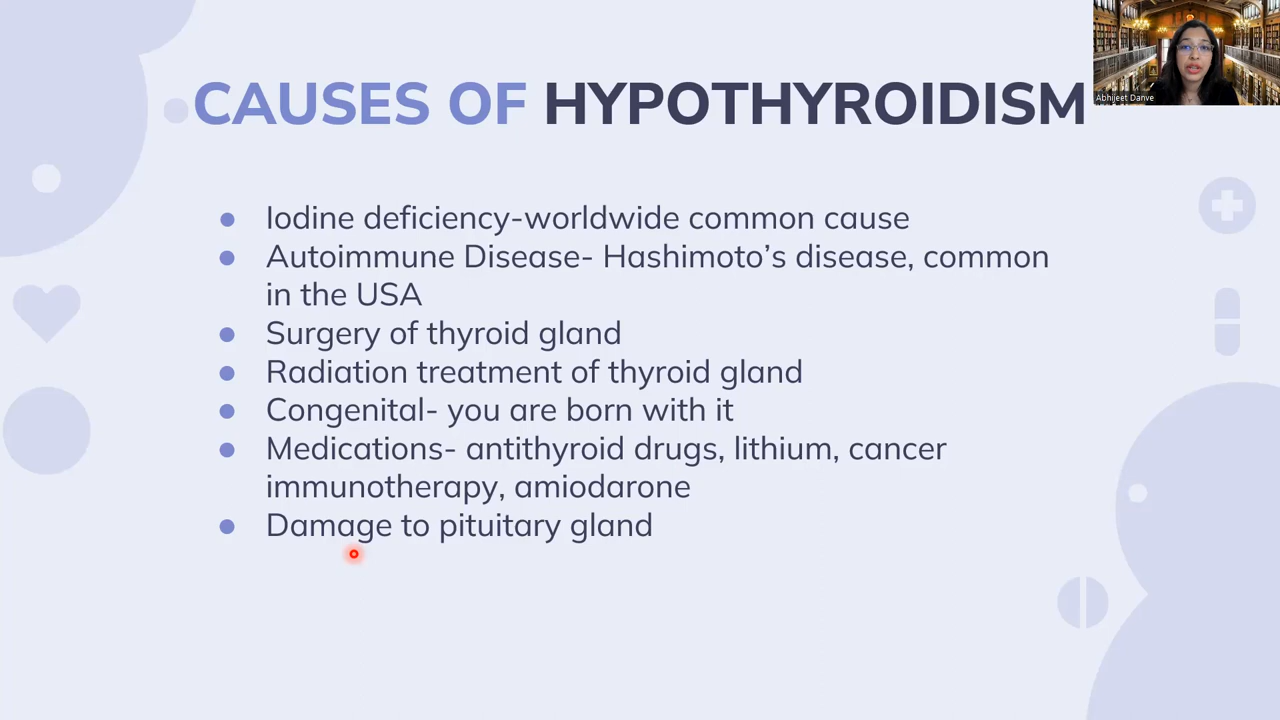 CAUSES OF HYPOTHYROIDISM
Abhijeet Danve
● Iodine deficiency-worldwide common cause
● Autoimmune Disease- Hashimoto’s disease, common
in the USA
● Surgery of thyroid gland
● Radiation treatment of thyroid gland
● Congenital- you are born with it
● Medications- antithyroid drugs, lithium, cancer
immunotherapy, amiodarone
● Damage to pituitary gland